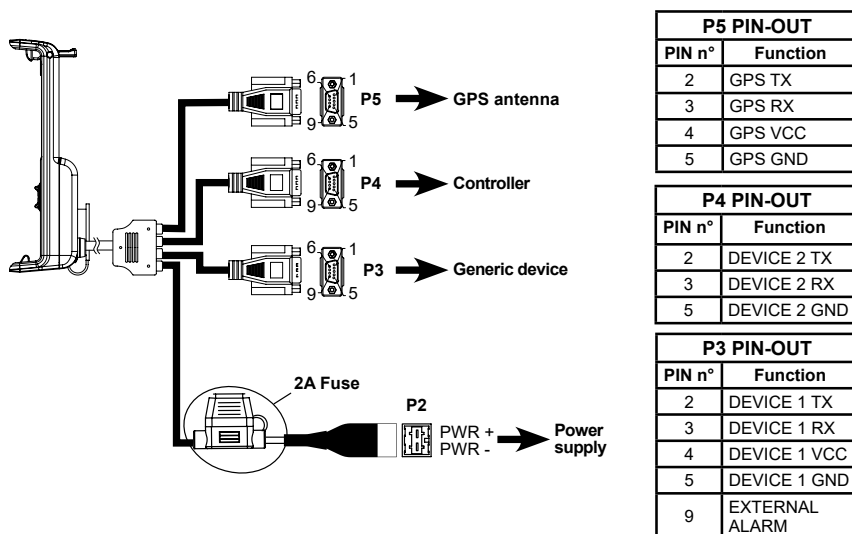 6
1
P5
GPS antenna
9
5
6
1
P4
Controller
9
5
6
1
P3
Generic device
9
5
2A Fuse
P2
PWR +
PWR -
Power
supply
P5 PIN-OUT
PIN n° Function
2 GPS TX
3 GPS RX
4 GPS VCC
5 GPS GND
P4 PIN-OUT
PIN n° Function
2 DEVICE 2 TX
3 DEVICE 2 RX
5 DEVICE 2 GND
P3 PIN-OUT
PIN n° Function
2 DEVICE 1 TX
3 DEVICE 1 RX
4 DEVICE 1 VCC
5 DEVICE 1 GND
9 EXTERNAL
ALARM